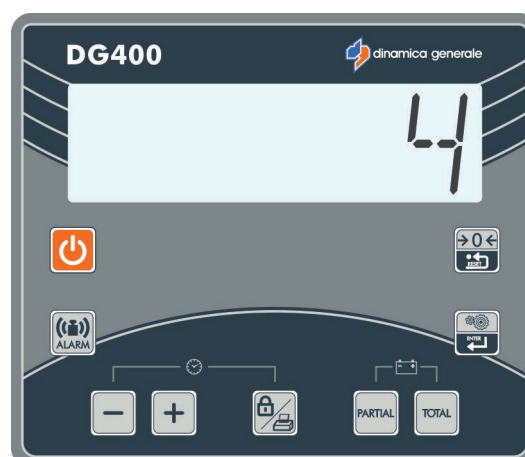 DG400
dinamica generale
4
→0←
RESET
ALARM
ENTER
−
+
PARTIAL
TOTAL